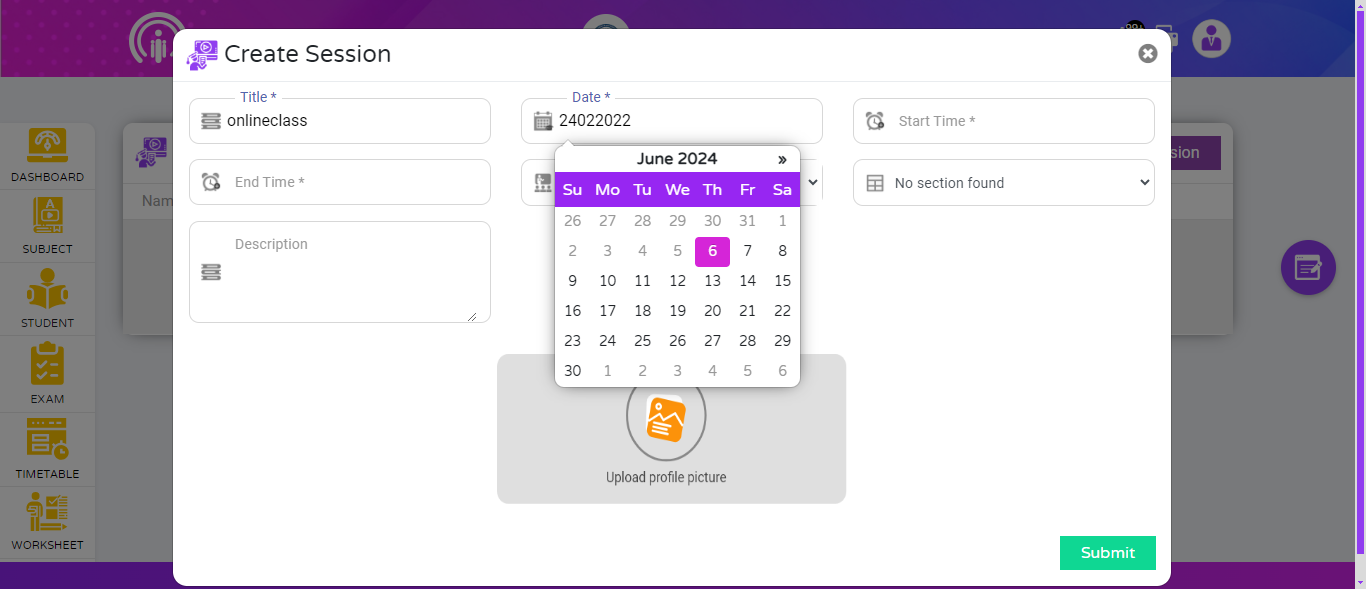 99+
Create Session
Title *
onlineclass
Date *
24022022
Start Time *
End Time *
No section found
Description
June 2024 »
Su Mo Tu We Th Fr Sa
26 27 28 29 30 31 1
2 3 4 5 6 7 8
9 10 11 12 13 14 15
16 17 18 19 20 21 22
23 24 25 26 27 28 29
30 1 2 3 4 5 6
Upload profile picture
Submit
DASHBOARD
SUBJECT
STUDENT
EXAM
TIMETABLE
WORKSHEET
Nam
sion